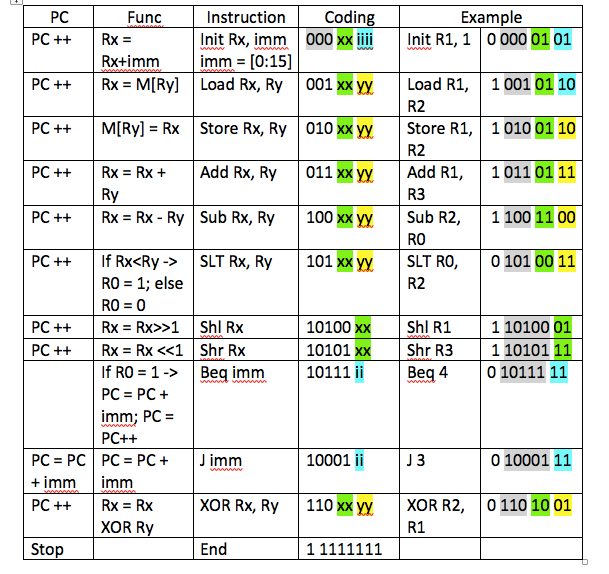 PC Func Instruction Coding Example
PC ++ Rx = Init Rx, imm 000 xx iiii Init R1, 1 0 000 01 01
Rx+imm imm = [0:15]
PC ++ Rx = M[Ry] Load Rx, Ry 001 xx yy Load R1, 1 001 01 10
R2
PC ++ M[Ry] = Rx Store Rx, Ry 010 xx yy Store R1, 1 010 01 10
R2
PC ++ Rx = Rx + Add Rx, Ry 011 xx yy Add R1, 1 011 01 11
Ry R3
PC ++ Rx = Rx - Ry Sub Rx, Ry 100 xx yy Sub R2, 1 100 11 00
R0
PC ++ If Rx<Ry -> SLT Rx, Ry 101 xx yy SLT R0, 0 101 00 11
R0 = 1; else R2
R0 = 0
PC ++ Rx = Rx>>1 Shl Rx 10100 xx Shl R1 1 10100 01
PC ++ Rx = Rx <<1 Shr Rx 10101 xx Shr R3 1 10101 11
If R0 = 1 -> Beq imm 10111 ii Beq 4 0 10111 11
PC = PC +
imm; PC =
PC++
PC = PC PC = PC + J imm 10001 ii J 3 0 10001 11
+ imm imm
PC ++ Rx = Rx XOR Rx, Ry 110 xx yy XOR R2, 0 110 10 01
XOR Ry R1
Stop End 1 1111111